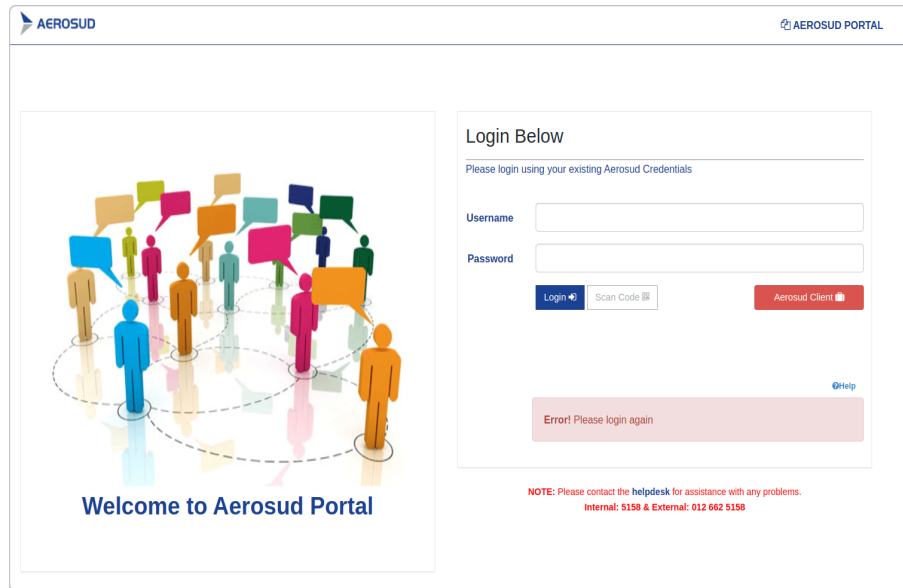 AEROSUD
AEROSUD PORTAL
Login Below
Please login using your existing Aerosud Credentials
Username
Password
Login
Scan Code
Aerosud Client
Help
Error! Please login again
Welcome to Aerosud Portal
NOTE: Please contact the helpdesk for assistance with any problems.
Internal: 5158 & External: 012 662 5158